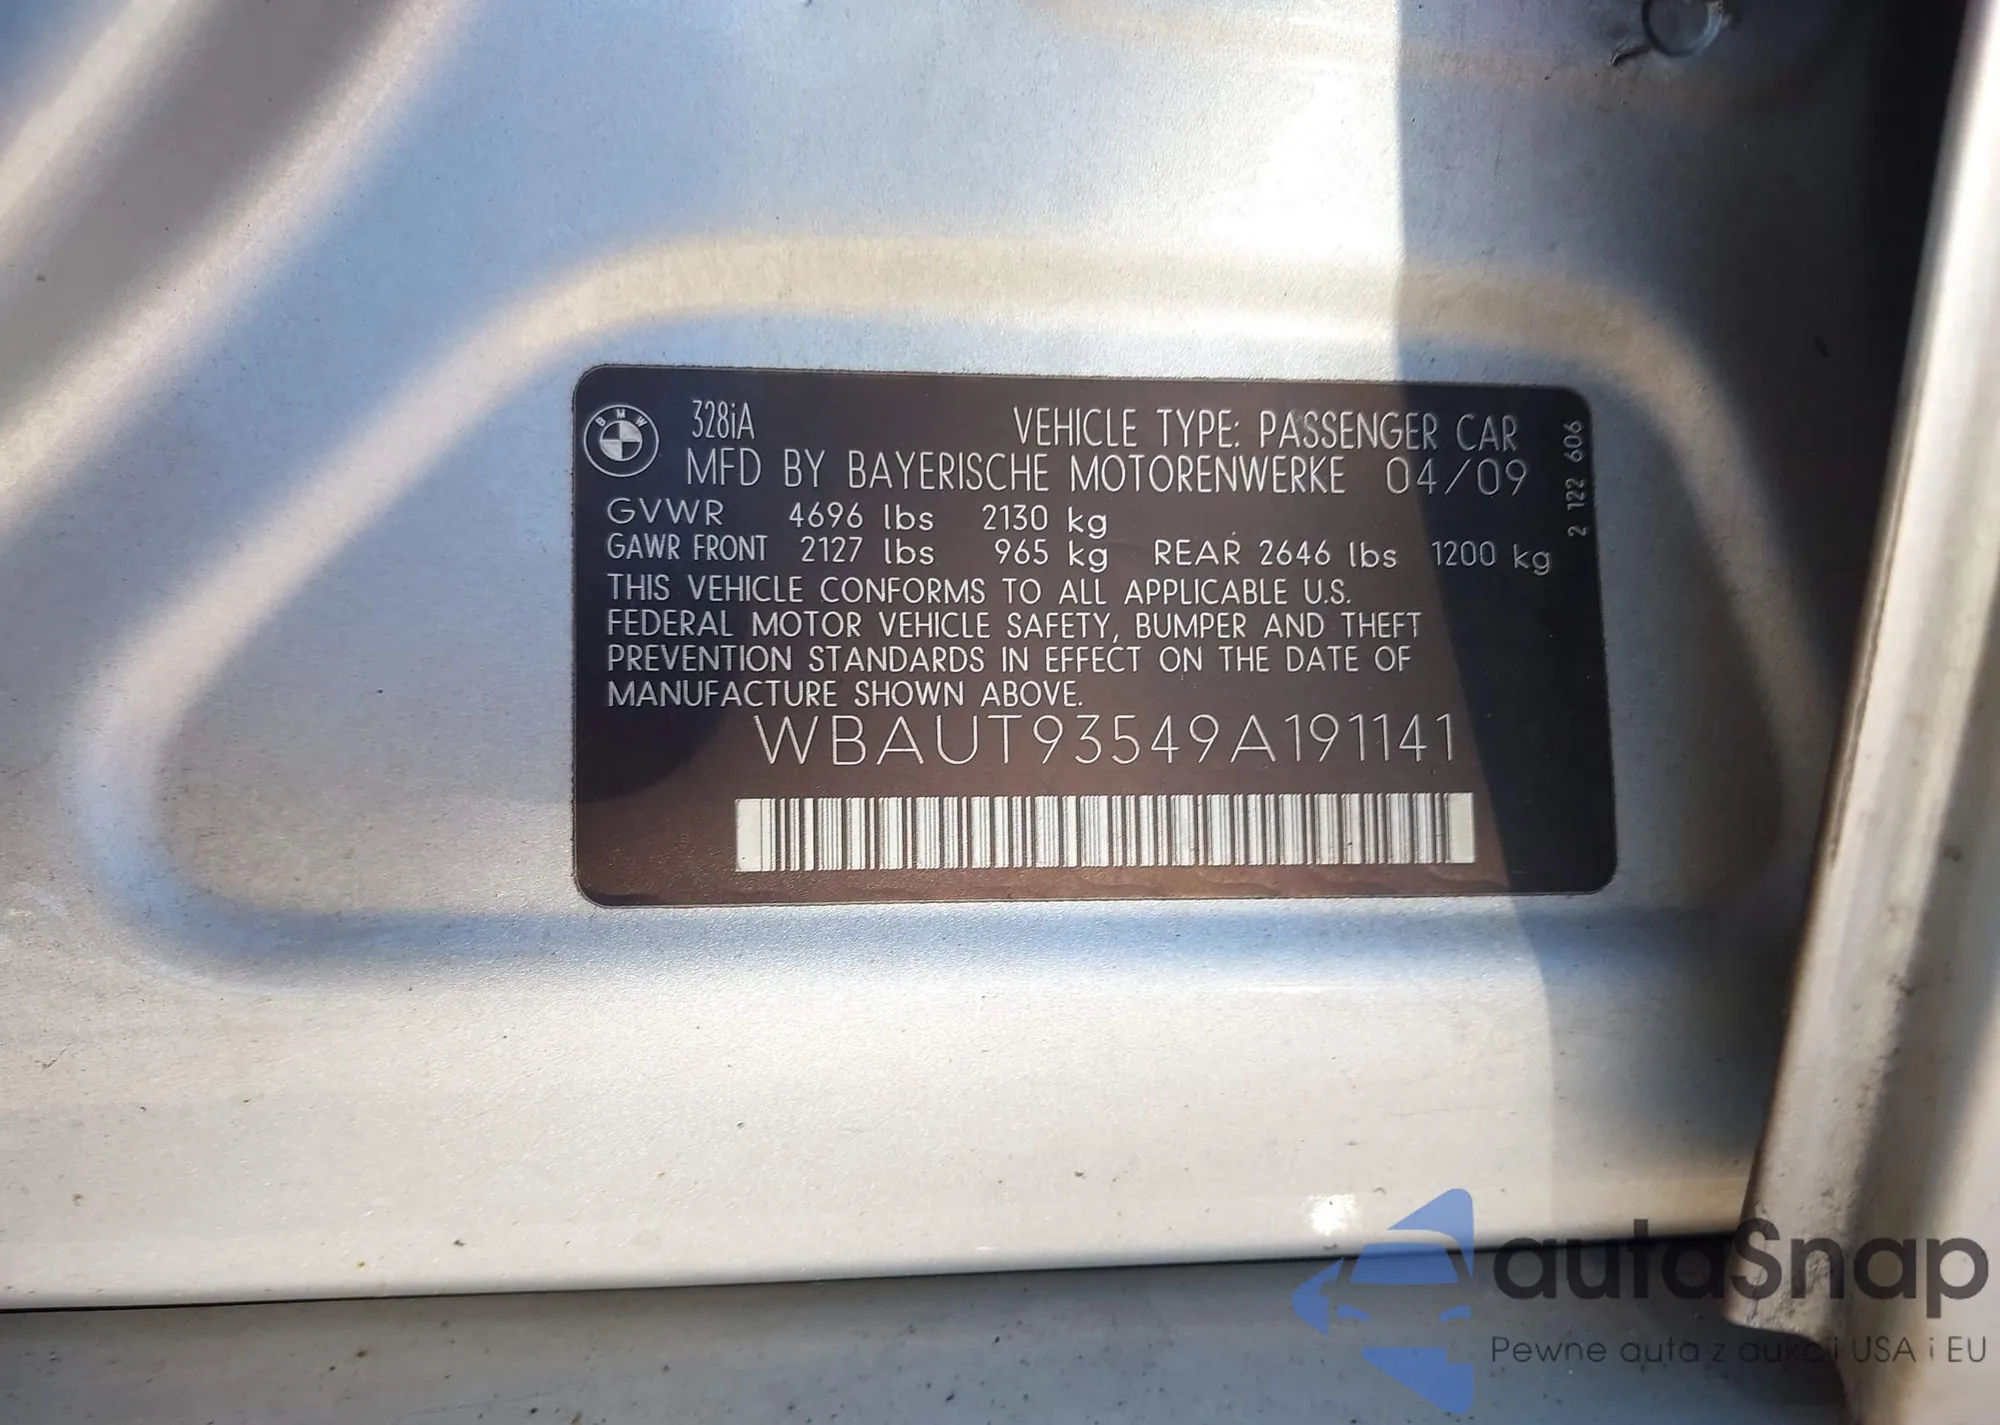 BMW
328iA VEHICLE TYPE: PASSENGER CAR
MFD BY BAYERISCHE MOTORENWERKE 04/09
GVWR 4696 lbs 2130 kg
GAWR FRONT 2127 lbs 965 kg REAR 2646 lbs 1200 kg
THIS VEHICLE CONFORMS TO ALL APPLICABLE U.S.
FEDERAL MOTOR VEHICLE SAFETY, BUMPER AND THEFT
PREVENTION STANDARDS IN EFFECT ON THE DATE OF
MANUFACTURE SHOWN ABOVE.
WBAUT93549A191141
2 122 606
autaSnap
Pewne auta z aukcji USA i EU